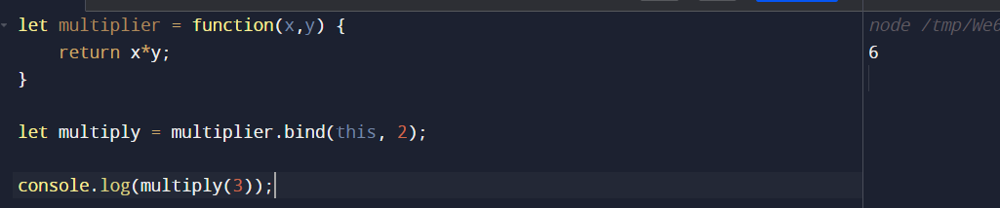 let multiplier = function(x,y) {
    return x*y;
}
let multiply = multiplier.bind(this, 2);
console.log(multiply(3));
node /tmp/We6
6